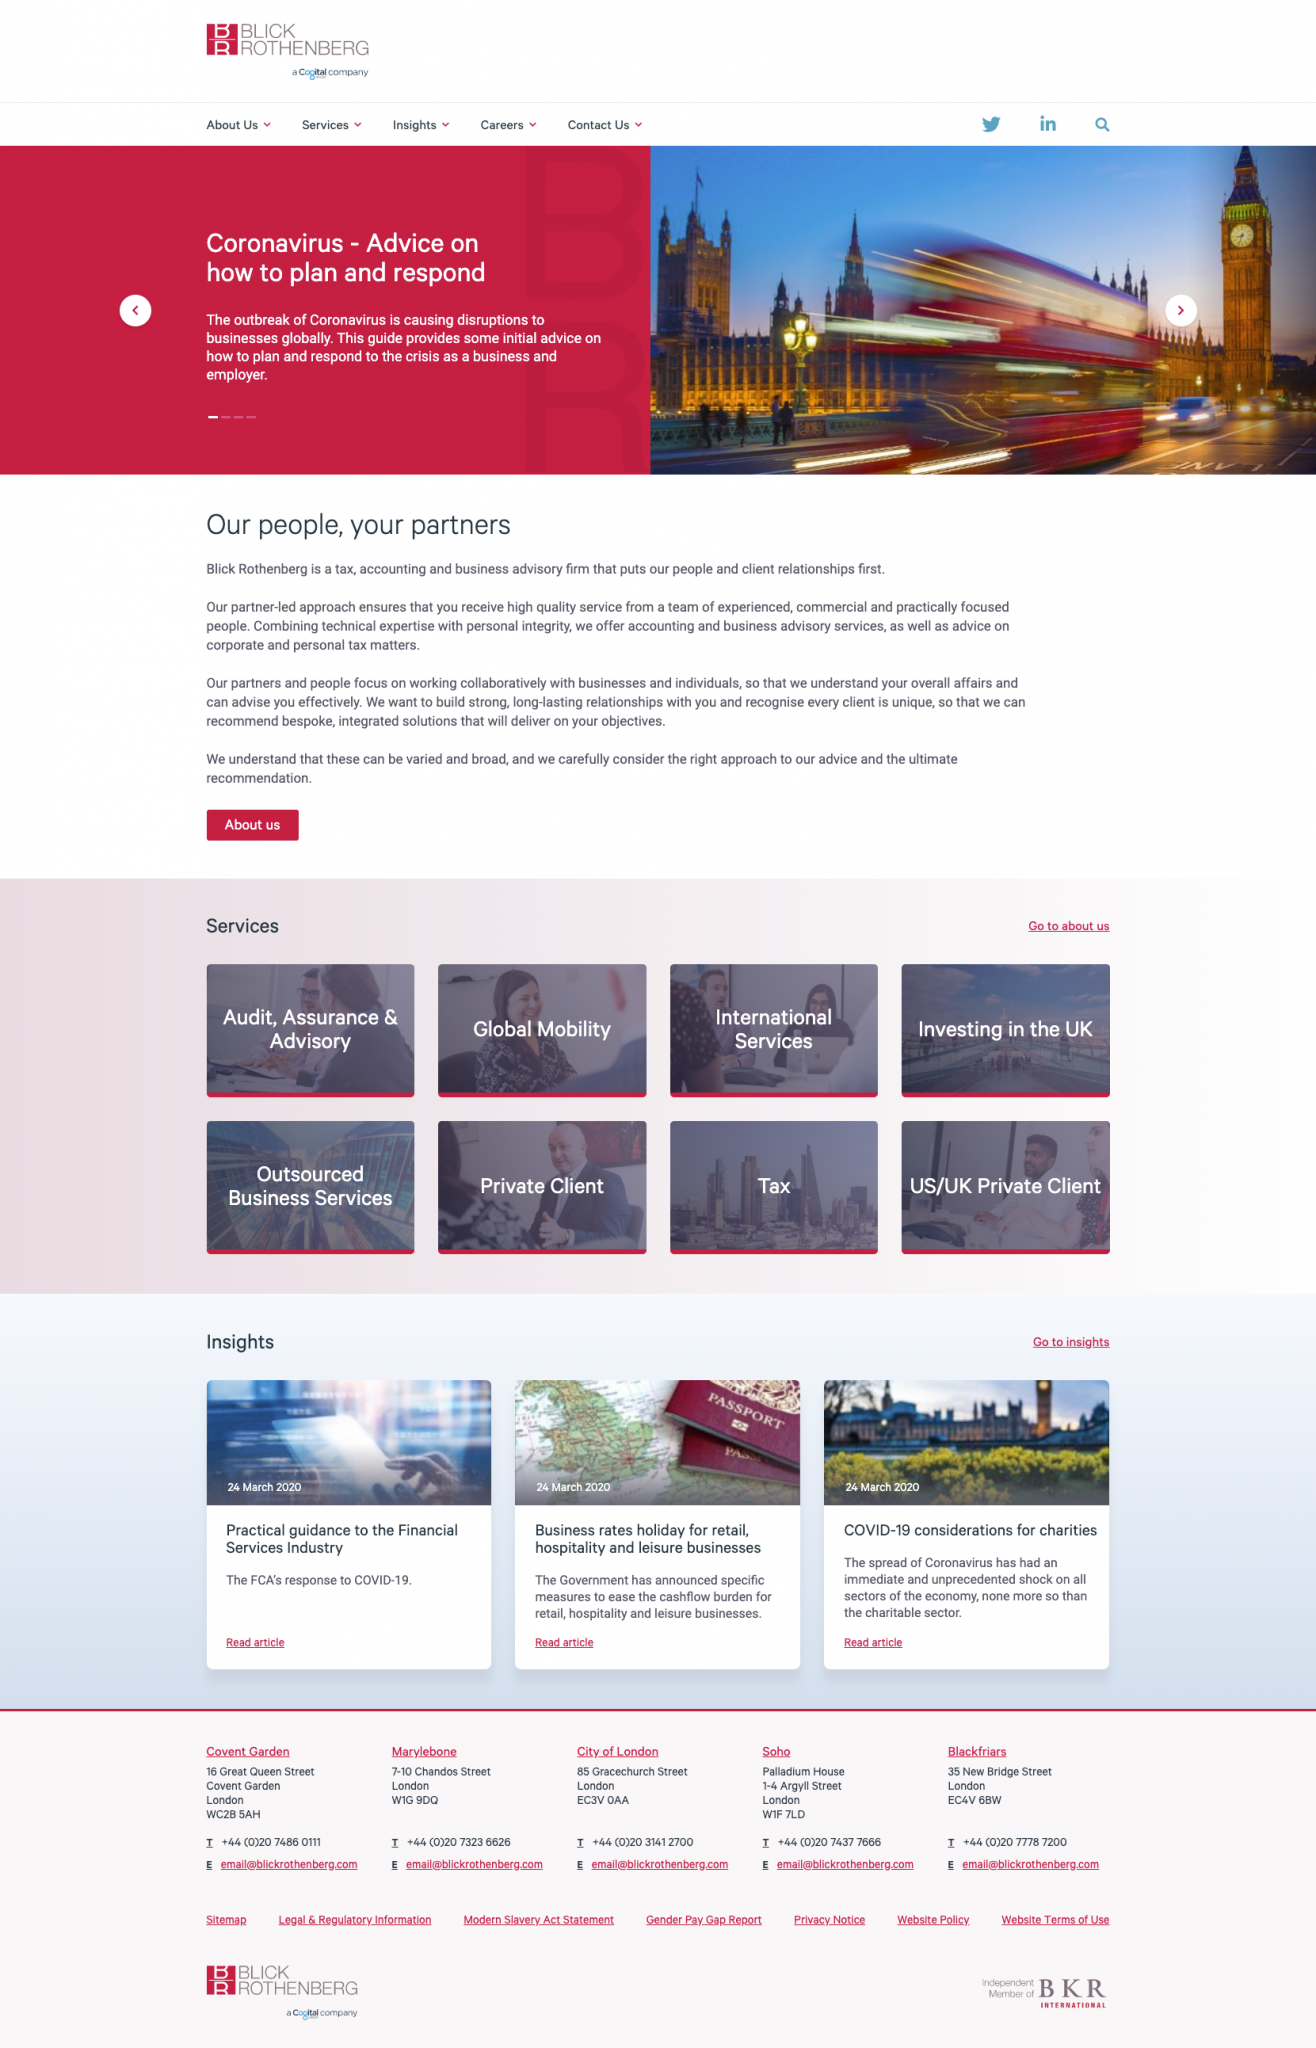 BLICK
ROTHENBERG
a Cogital company
About Us
Services
Insights
Careers
Contact Us
Coronavirus - Advice on
how to plan and respond
The outbreak of Coronavirus is causing disruptions to
businesses globally. This guide provides some initial advice on
how to plan and respond to the crisis as a business and
employer.
Our people, your partners
Blick Rothenberg is a tax, accounting and business advisory firm that puts our people and client relationships first.
Our partner-led approach ensures that you receive high quality service from a team of experienced, commercial and practically focused
people. Combining technical expertise with personal integrity, we offer accounting and business advisory services, as well as advice on
corporate and personal tax matters.
Our partners and people focus on working collaboratively with businesses and individuals, so that we understand your overall affairs and
can advise you effectively. We want to build strong, long-lasting relationships with you and recognise every client is unique, so that we can
recommend bespoke, integrated solutions that will deliver on your objectives.
We understand that these can be varied and broad, and we carefully consider the right approach to our advice and the ultimate
recommendation.
About us
Services
Go to about us
Audit, Assurance &
Advisory
Global Mobility
International
Services
Investing in the UK
Outsourced
Business Services
Private Client
Tax
US/UK Private Client
Insights
Go to insights
24 March 2020
Practical guidance to the Financial
Services Industry
The FCA's response to COVID-19.
Read article
PASSPORT
PAS
24 March 2020
Business rates holiday for retail,
hospitality and leisure businesses
The Government has announced specific
measures to ease the cashflow burden for
retail, hospitality and leisure businesses.
Read article
24 March 2020
COVID-19 considerations for charities
The spread of Coronavirus has had an
immediate and unprecedented shock on all
sectors of the economy, none more so than
the charitable sector.
Read article
Covent Garden
16 Great Queen Street
Covent Garden
London
WC2B 5AH
T +44 (0)20 7486 0111
E email@blickrothenberg.com
Marylebone
7-10 Chandos Street
London
W1G 9DQ
T +44 (0)20 7323 6626
E email@blickrothenberg.com
City of London
85 Gracechurch Street
London
EC3V 0AA
T +44 (0)20 3141 2700
E email@blickrothenberg.com
Soho
Palladium House
1-4 Argyll Street
London
W1F 7LD
T +44 (0)20 7437 7666
E email@blickrothenberg.com
Blackfriars
35 New Bridge Street
London
EC4V 6BW
T +44 (0)20 7778 7200
E email@blickrothenberg.com
Sitemap
Legal & Regulatory Information
Modern Slavery Act Statement
Gender Pay Gap Report
Privacy Notice
Website Policy
Website Terms of Use
BLICK
ROTHENBERG
a Cogital company
Independent
Member of
BKR
INTERNATIONAL